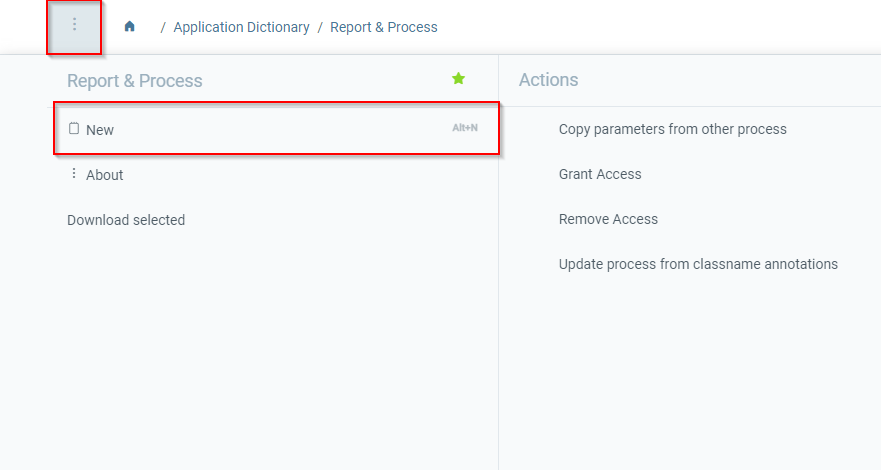 / Application Dictionary / Report & Process
Report & Process
New Alt+N
About
Download selected
Actions
Copy parameters from other process
Grant Access
Remove Access
Update process from classname annotations